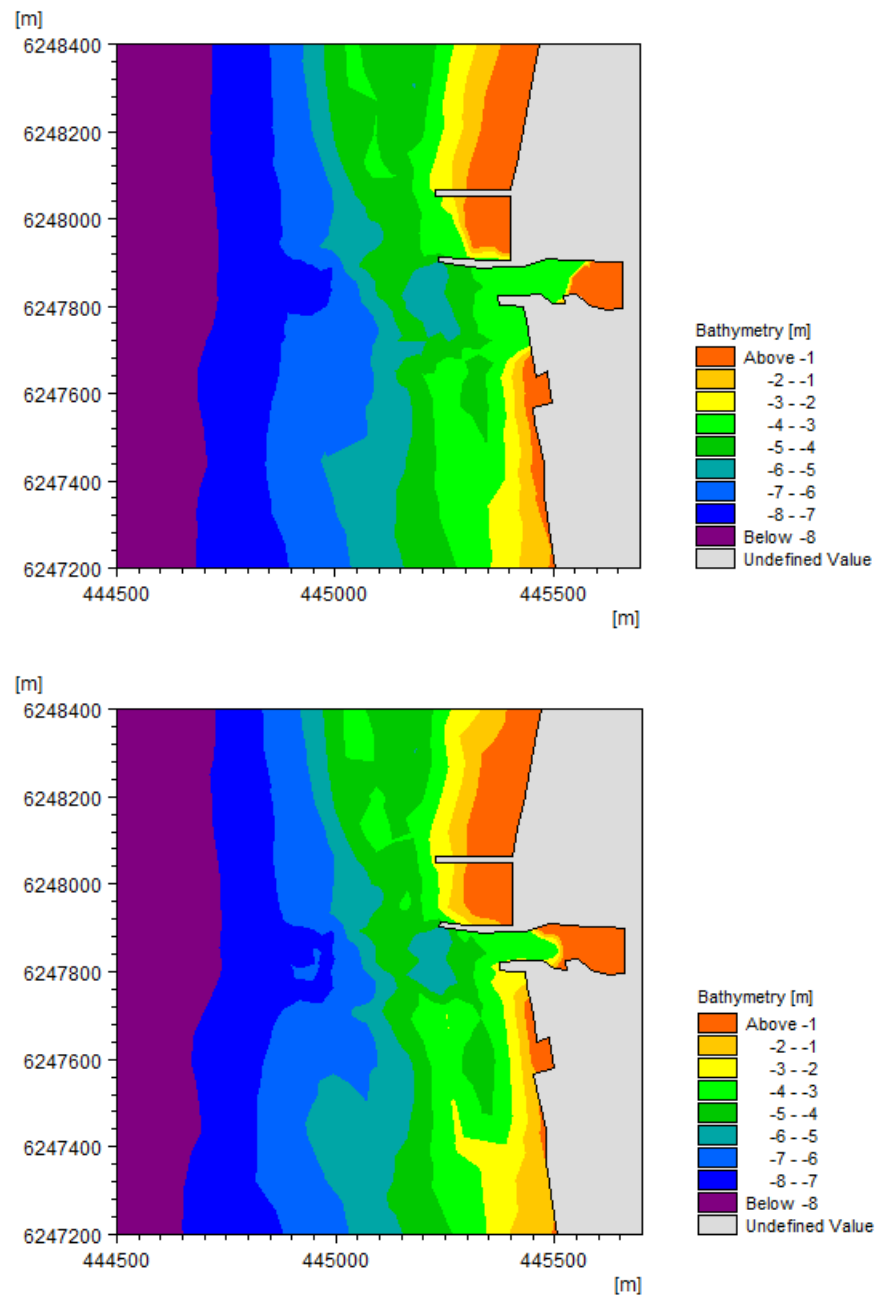 [m]
6248400
6248200
6248000
6247800
6247600
6247400
6247200
444500 445000 445500
[m]
Bathymetry [m]
Above -1
-2 - -1
-3 - -2
-4 - -3
-5 - -4
-6 - -5
-7 - -6
-8 - -7
Below -8
Undefined Value
[m]
6248400
6248200
6248000
6247800
6247600
6247400
6247200
444500 445000 445500
[m]
Bathymetry [m]
Above -1
-2 - -1
-3 - -2
-4 - -3
-5 - -4
-6 - -5
-7 - -6
-8 - -7
Below -8
Undefined Value